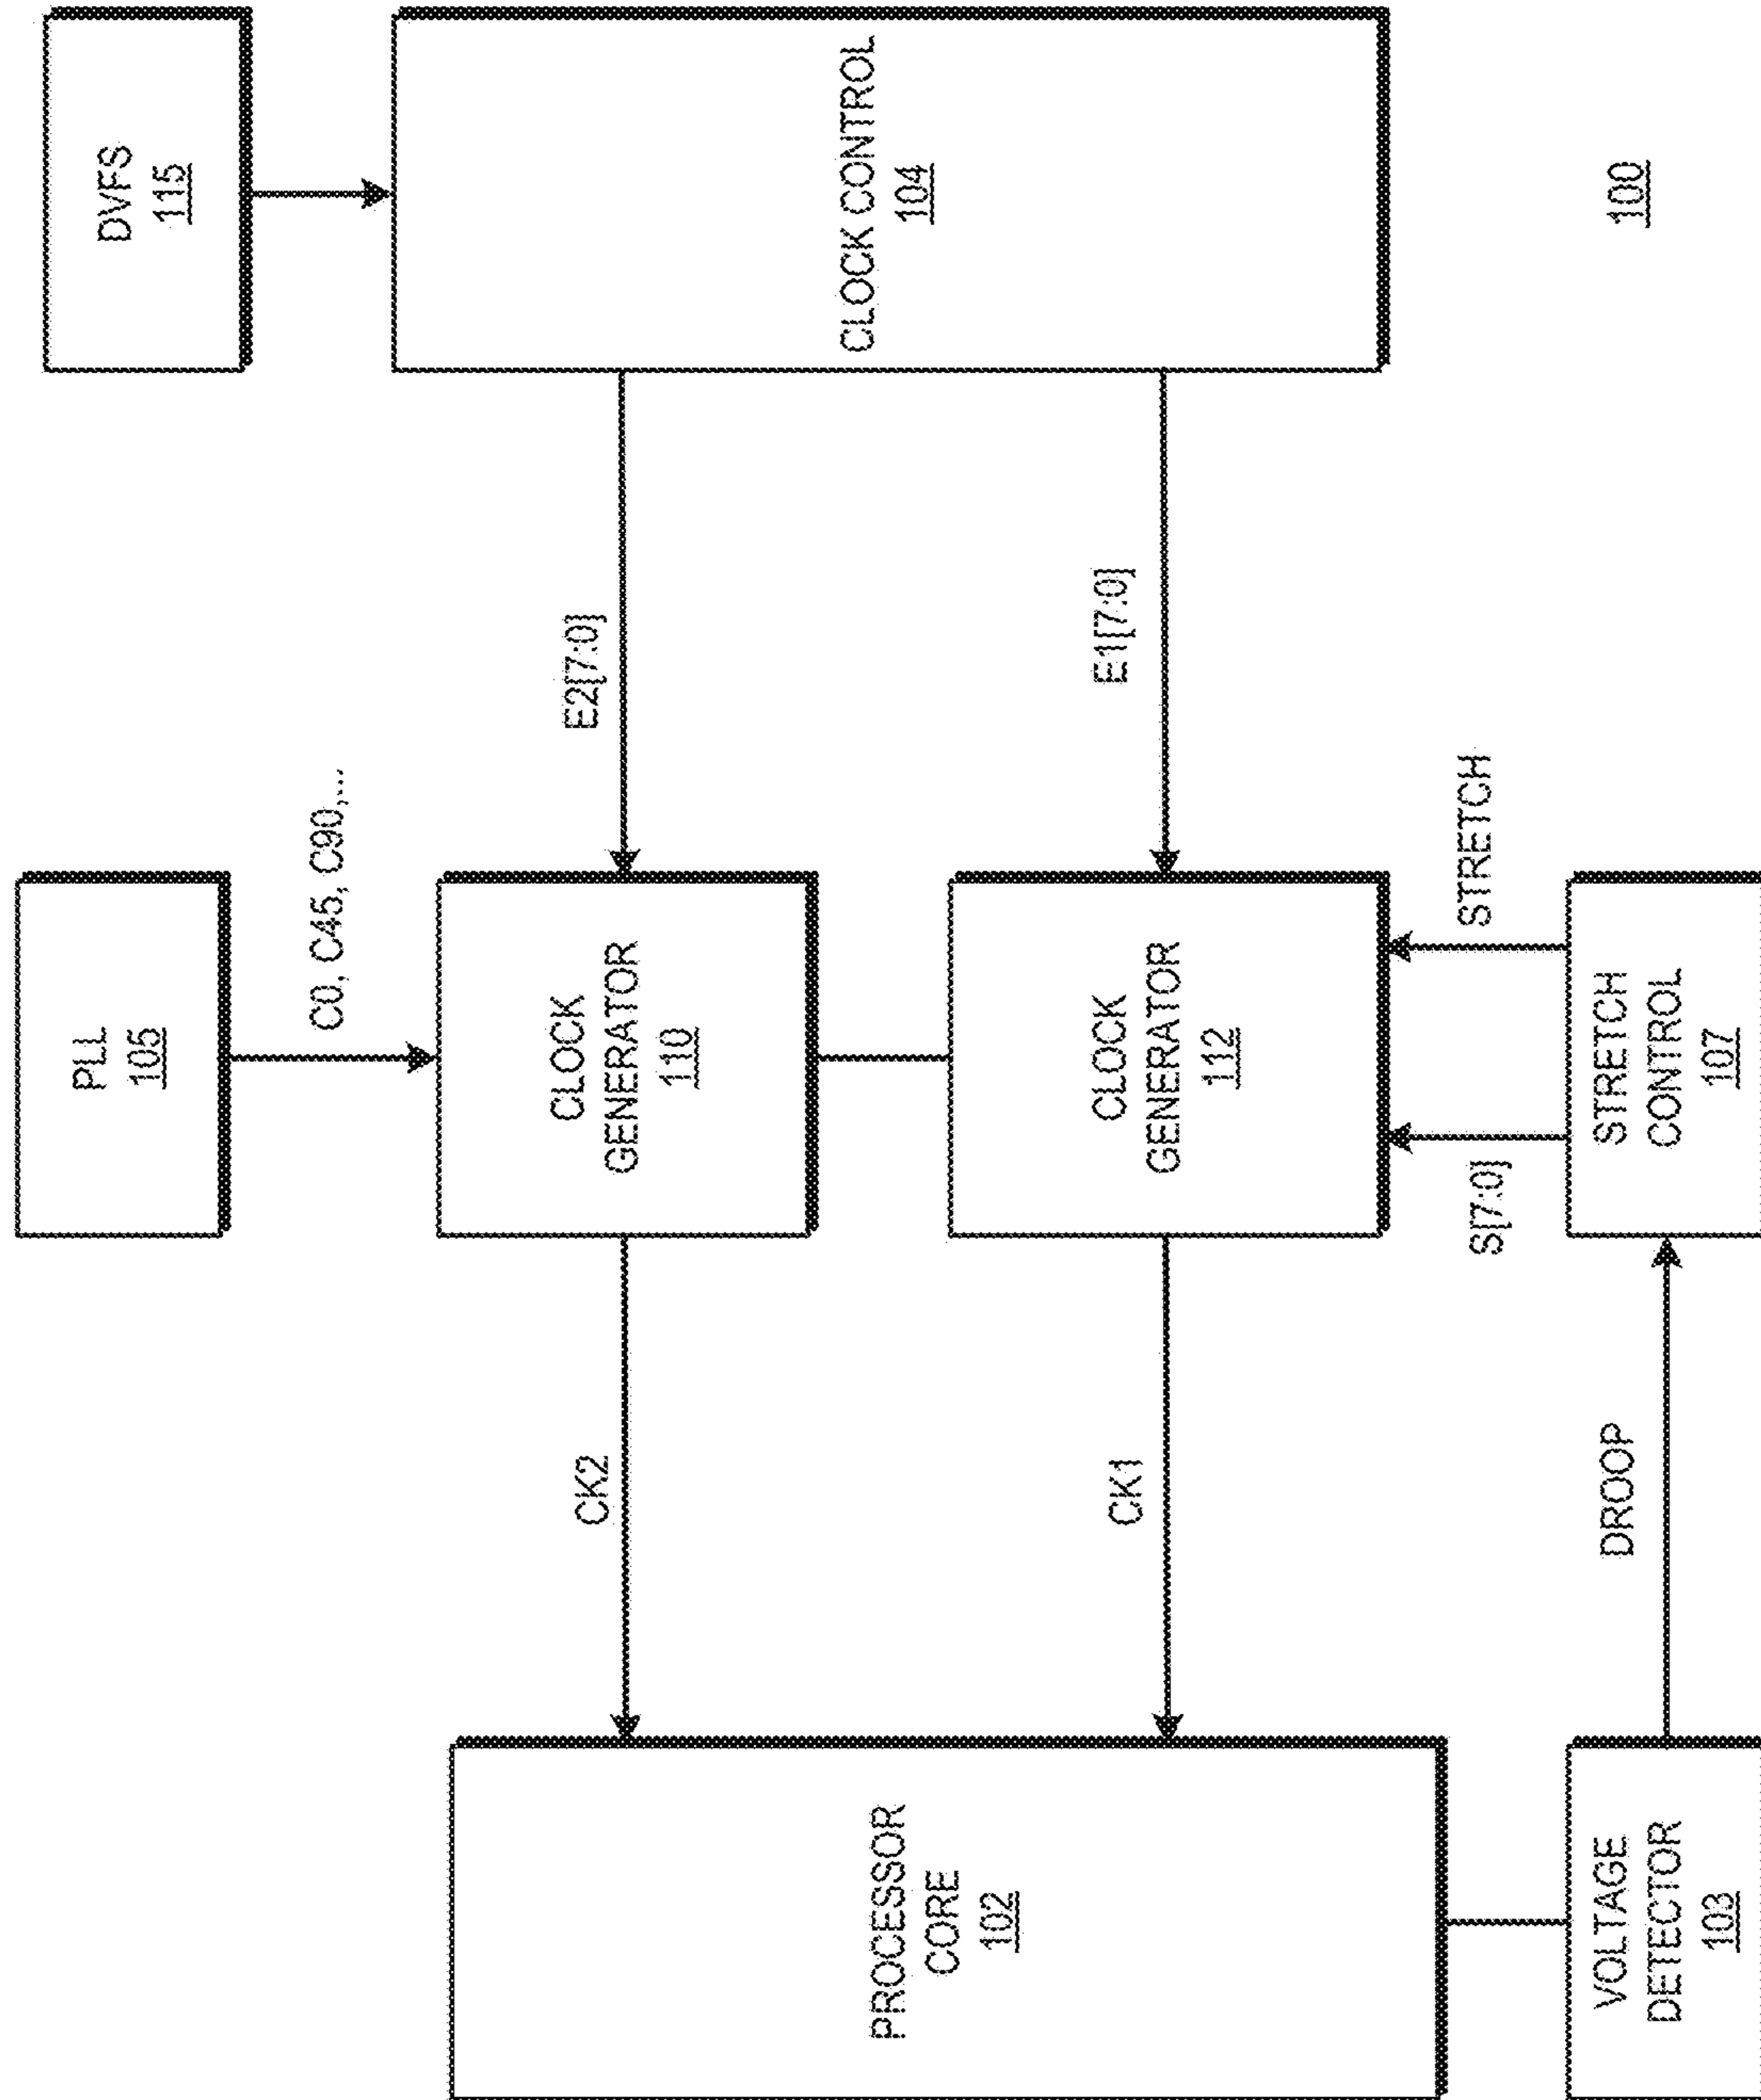 PLL
105
DVFS
115
C0, C45, C90,...
CK2
CLOCK
GENERATOR
110
E2[7:0]
PROCESSOR
CORE
102
CLOCK CONTROL
104
CK1
CLOCK
GENERATOR
112
E1[7:0]
S[7:0]
STRETCH
VOLTAGE
DETECTOR
103
DROOP
STRETCH
CONTROL
107
100